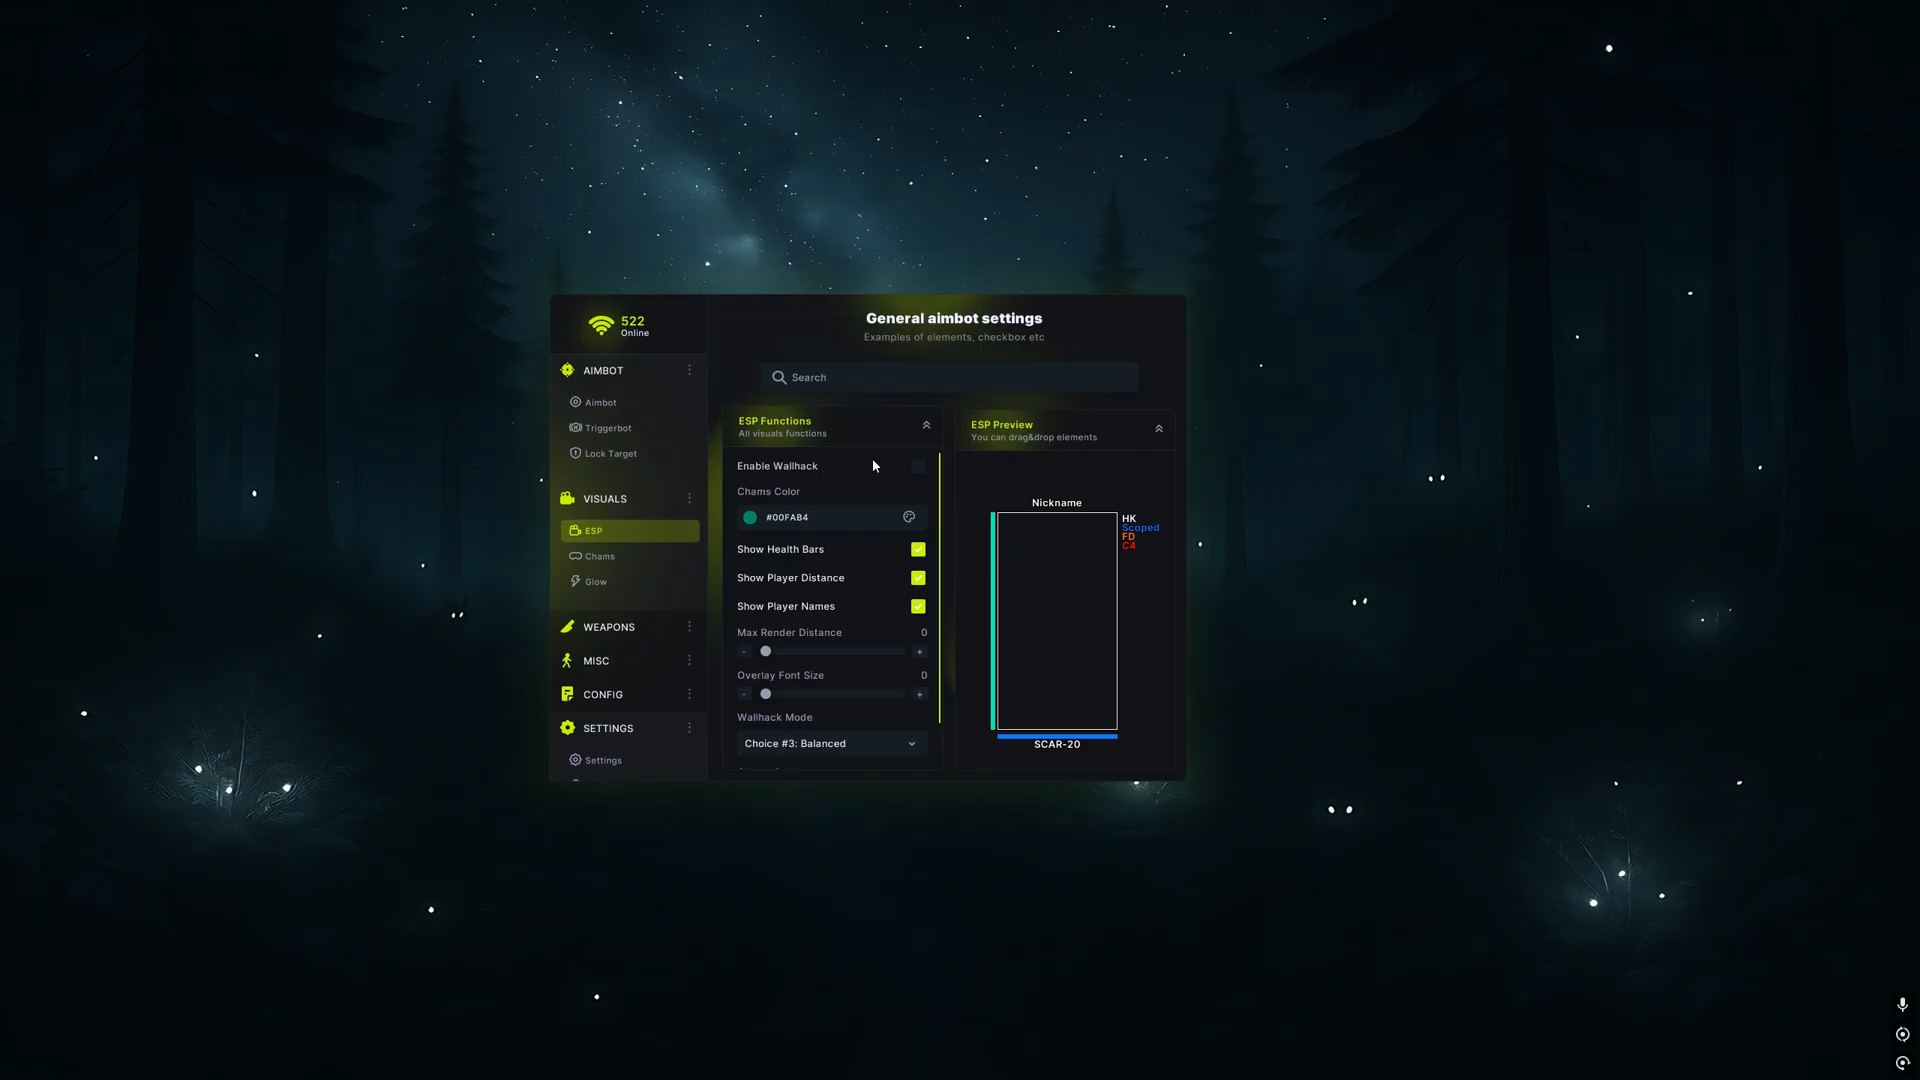 522
Online
AIMBOT
Aimbot
Triggerbot
Lock Target
VISUALS
ESP
Chams
Glow
WEAPONS
MISC
CONFIG
SETTINGS
Settings
General aimbot settings
Examples of elements, checkbox etc
Search
ESP Functions
All visuals functions
Enable Wallhack
Chams Color
#00FAB4
Show Health Bars
Show Player Distance
Show Player Names
Max Render Distance 0
- +
Overlay Font Size 0
- +
Wallhack Mode
Choice #3: Balanced
ESP Preview
You can drag&drop elements
Nickname
HK
Scoped
FD
C4
SCAR-20